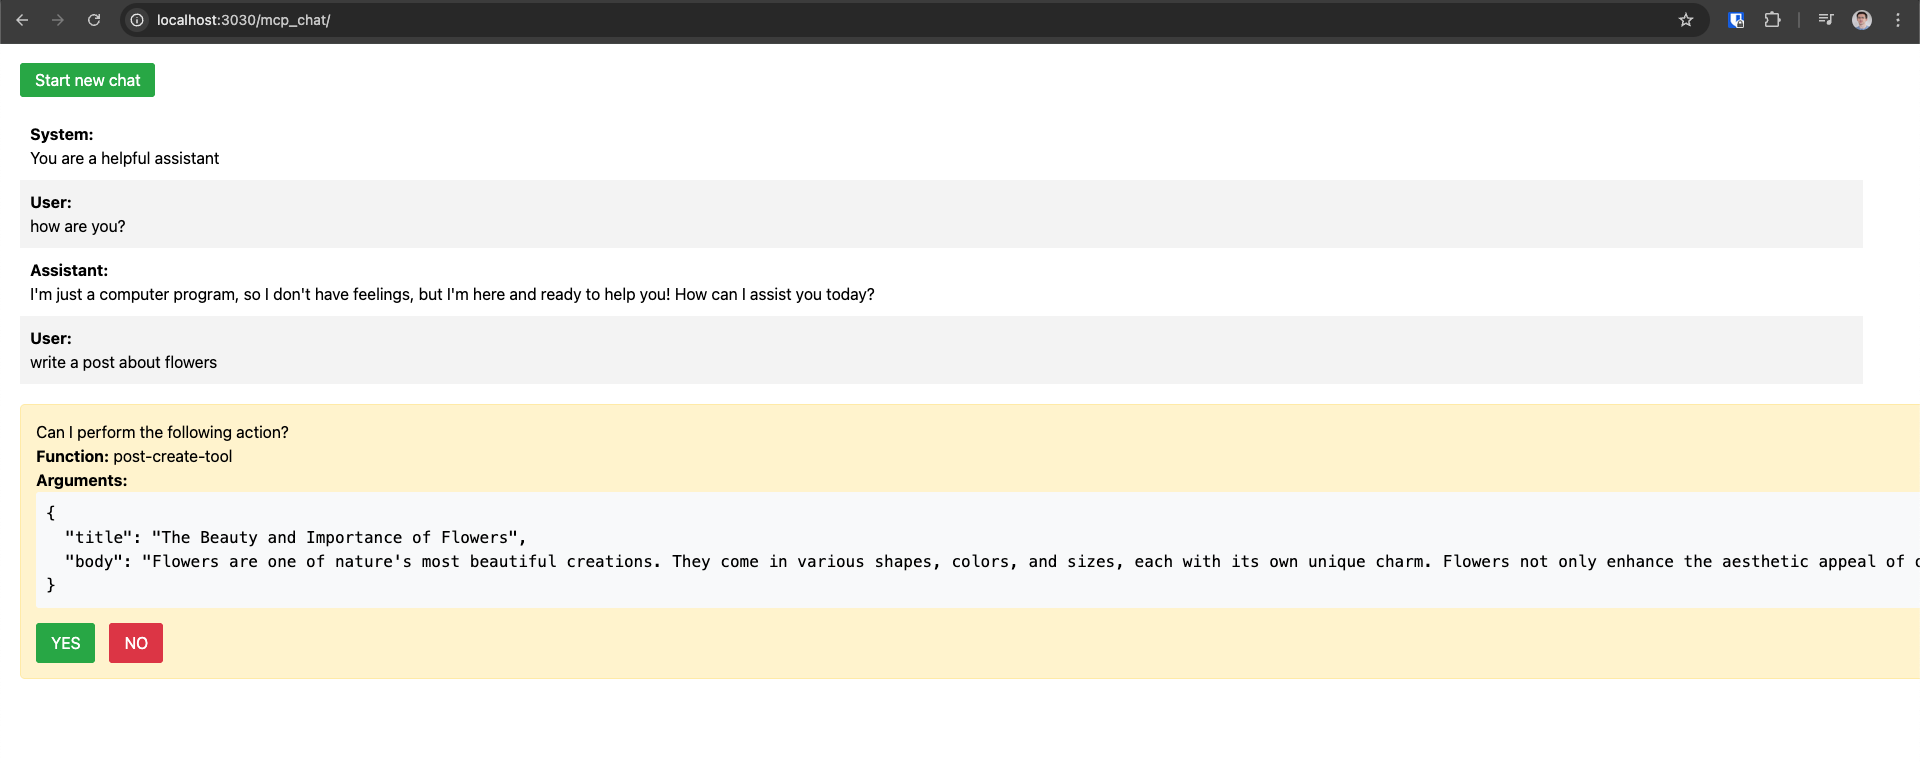 localhost:3030/mcp_chat/
Start new chat
System:
You are a helpful assistant
User:
how are you?
Assistant:
I'm just a computer program, so I don't have feelings, but I'm here and ready to help you! How can I assist you today?
User:
write a post about flowers
Can I perform the following action?
Function: post-create-tool
Arguments:
{
"title": "The Beauty and Importance of Flowers",
"body": "Flowers are one of nature's most beautiful creations. They come in various shapes, colors, and sizes, each with its own unique charm. Flowers not only enhance the aesthetic appeal of
}
YES NO